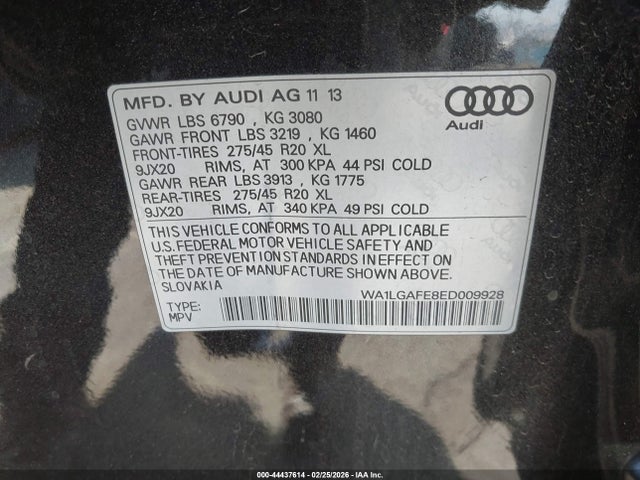 MFD. BY AUDI AG 11 13
Audi
GVWR LBS 6790 , KG 3080
GAWR FRONT LBS 3219 , KG 1460
FRONT-TIRES 275/45 R20 XL
9JX20 RIMS, AT 300 KPA 44 PSI COLD
GAWR REAR LBS 3913 , KG 1775
REAR-TIRES 275/45 R20 XL
9JX20 RIMS, AT 340 KPA 49 PSI COLD
THIS VEHICLE CONFORMS TO ALL APPLICABLE
U.S. FEDERAL MOTOR VEHICLE SAFETY AND
THEFT PREVENTION STANDARDS IN EFFECT ON
THE DATE OF MANUFACTURE SHOWN ABOVE.
SLOVAKIA
WA1LGAFE8ED009928
TYPE:
MPV
000-44437614 - 02/25/2026 - IAA Inc.